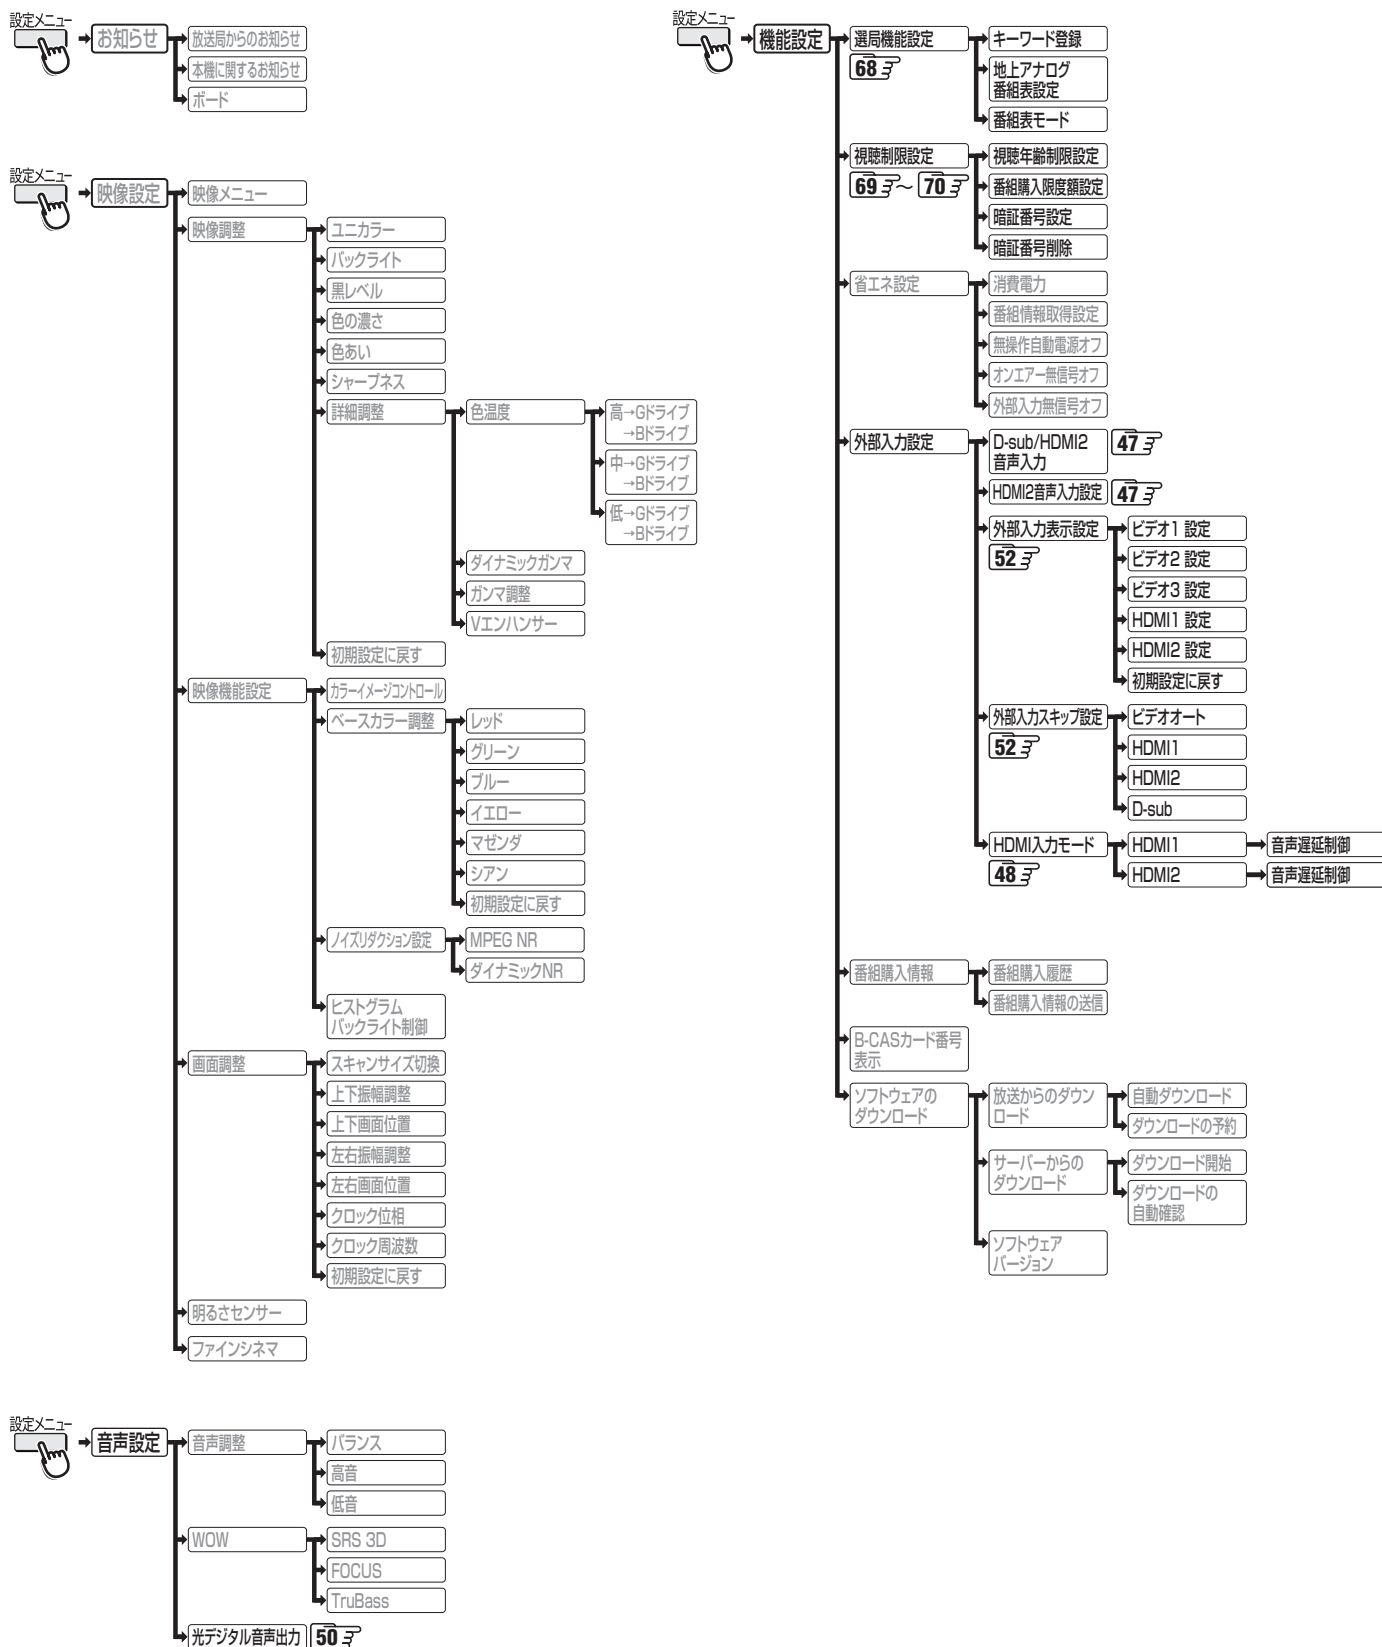 設定メニュー
お知らせ
放送局からのお知らせ
本機に関するお知らせ
ボード
設定メニュー
映像設定
映像メニュー
映像調整
ユニカラー
バックライト
黒レベル
色の濃さ
色あい
シャープネス
詳細調整
色温度
高→Gドライブ
→Bドライブ
中→Gドライブ
→Bドライブ
低→Gドライブ
→Bドライブ
ダイナミックガンマ
ガンマ調整
Vエンハンサー
初期設定に戻す
映像機能設定
カラーイメージコントロール
ベースカラー調整
レッド
グリーン
ブルー
イエロー
マゼンダ
シアン
初期設定に戻す
ノイズリダクション設定
MPEG NR
ダイナミックNR
ヒストグラム
バックライト制御
画面調整
スキャンサイズ切換
上下振幅調整
上下画面位置
左右振幅調整
左右画面位置
クロック位相
クロック周波数
初期設定に戻す
明るさセンサー
ファインシネマ
設定メニュー
音声設定
音声調整
バランス
高音
低音
WOW
SRS 3D
FOCUS
TruBass
光デジタル音声出力 50
設定メニュー
機能設定
選局機能設定
68
キーワード登録
地上アナログ
番組表設定
番組表モード
視聴制限設定
69 ～ 70
視聴年齢制限設定
番組購入限度額設定
暗証番号設定
暗証番号削除
省エネ設定
消費電力
番組情報取得設定
無操作自動電源オフ
オンエアー無信号オフ
外部入力無信号オフ
外部入力設定
D-sub/HDMI2
音声入力
47
HDMI2音声入力設定 47
外部入力表示設定
52
ビデオ1 設定
ビデオ2 設定
ビデオ3 設定
HDMI1 設定
HDMI2 設定
初期設定に戻す
外部入力スキップ設定
52
ビデオオート
HDMI1
HDMI2
D-sub
HDMI入力モード
48
HDMI1
音声遅延制御
HDMI2
音声遅延制御
番組購入情報
番組購入履歴
番組購入情報の送信
B-CASカード番号
表示
ソフトウェアの
ダウンロード
放送からのダウン
ロード
自動ダウンロード
ダウンロードの予約
サーバーからの
ダウンロード
ダウンロード開始
ダウンロードの
自動確認
ソフトウェア
バージョン